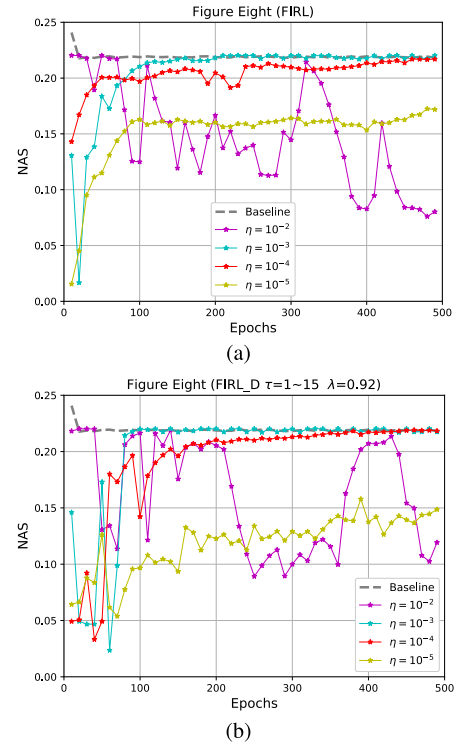 Figure Eight (FIRL)
0.25
0.20
0.15
0.10
0.05
0.00
NAS
Baseline
η = 10⁻²
η = 10⁻³
η = 10⁻⁴
η = 10⁻⁵
0 100 200 300 400 500
Epochs
(a)
Figure Eight (FIRL_D τ=1~15 λ=0.92)
0.25
0.20
0.15
0.10
0.05
0.00
NAS
Baseline
η = 10⁻²
η = 10⁻³
η = 10⁻⁴
η = 10⁻⁵
0 100 200 300 400 500
Epochs
(b)